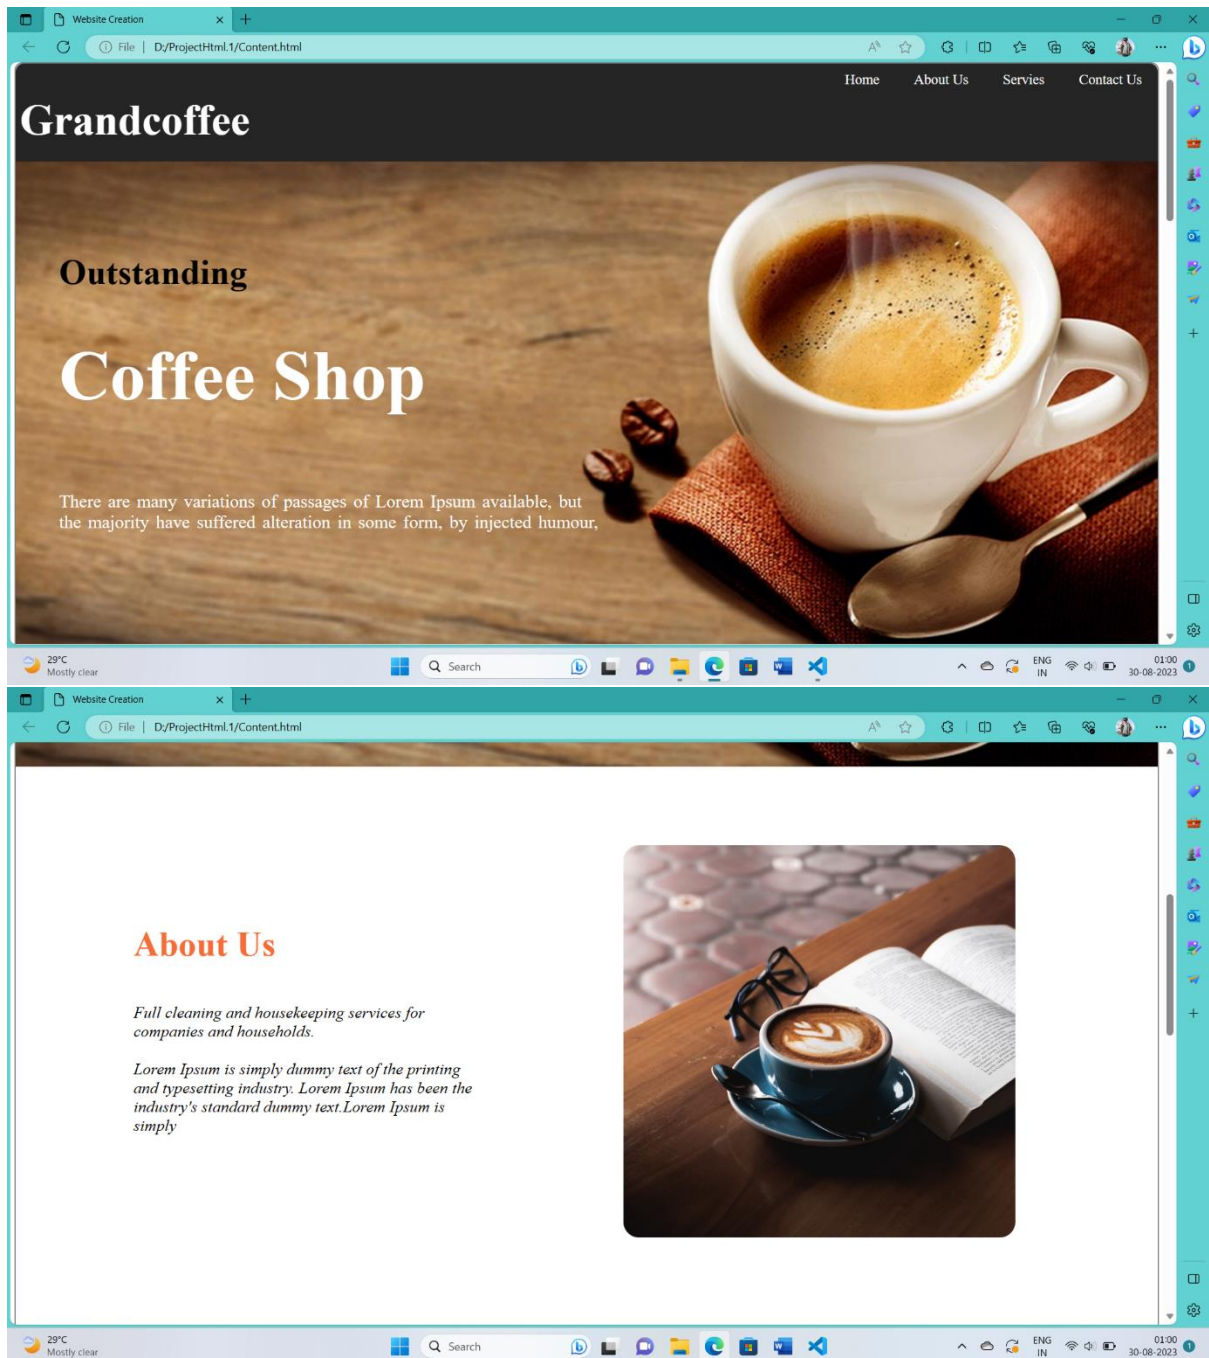 Website Creation
File | D:/ProjectHtml.1/Content.html
Home About Us Servies Contact Us
Grandcoffee
Outstanding
Coffee Shop
There are many variations of passages of Lorem Ipsum available, but
the majority have suffered alteration in some form, by injected humour,
29°C
Mostly clear
Search
ENG
IN
01:00
30-08-2023
1
Website Creation
File | D:/ProjectHtml.1/Content.html
About Us
Full cleaning and housekeeping services for
companies and households.
Lorem Ipsum is simply dummy text of the printing
and typesetting industry. Lorem Ipsum has been the
industry's standard dummy text.Lorem Ipsum is
simply
29°C
Mostly clear
Search
ENG
IN
01:00
30-08-2023
1